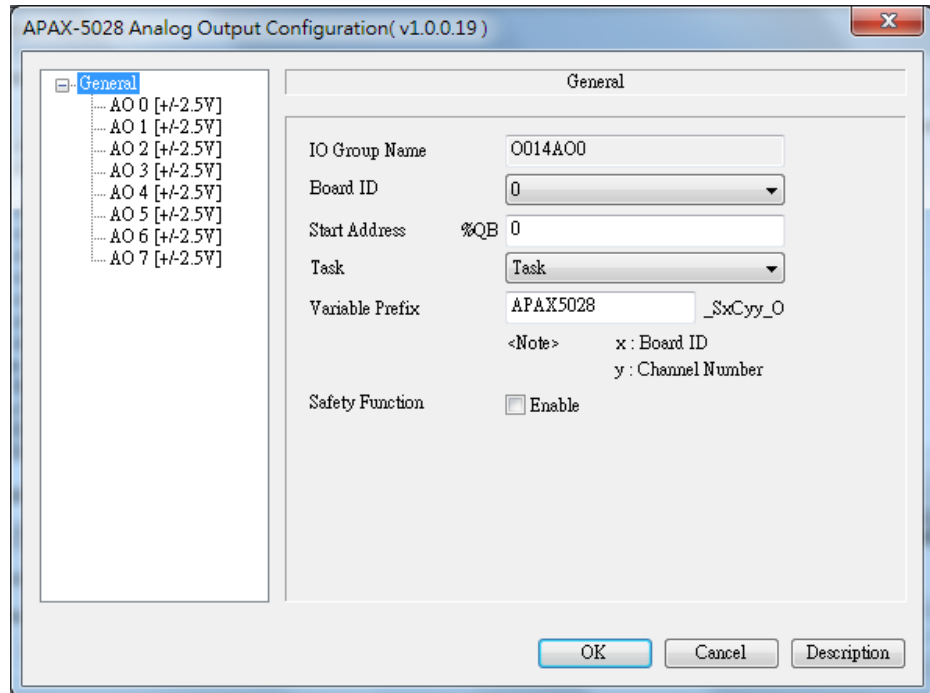 APAX-5028 Analog Output Configuration( v1.0.0.19 )
General
AO 0 [+/-2.5V]
AO 1 [+/-2.5V]
AO 2 [+/-2.5V]
AO 3 [+/-2.5V]
AO 4 [+/-2.5V]
AO 5 [+/-2.5V]
AO 6 [+/-2.5V]
AO 7 [+/-2.5V]
General
IO Group Name O014AO0
Board ID 0
Start Address %QB 0
Task Task
Variable Prefix APAX5028 _SxCyy_O
<Note> x : Board ID
y : Channel Number
Safety Function Enable
OK Cancel Description